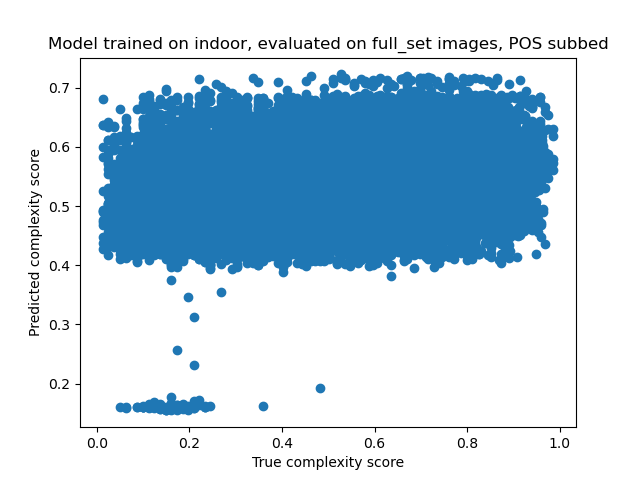 Model trained on indoor, evaluated on full_set images, POS subbed
0.7
0.6
0.5
0.4
0.3
0.2
Predicted complexity score
0.0 0.2 0.4 0.6 0.8 1.0
True complexity score